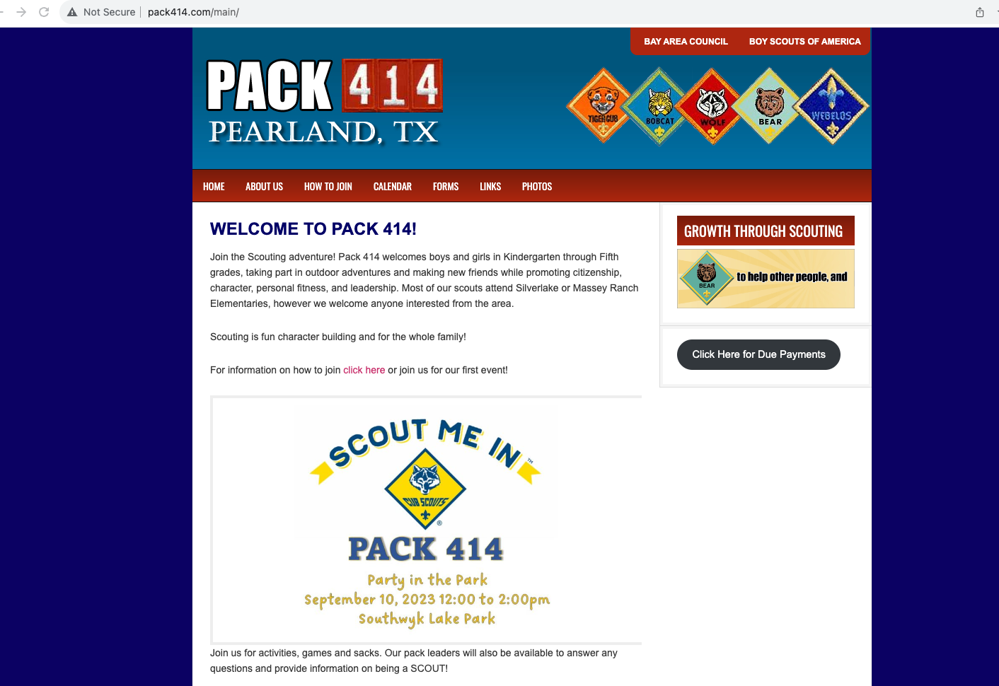 Not Secure | pack414.com/main/
BAY AREA COUNCIL BOY SCOUTS OF AMERICA
PACK 414
PEARLAND, TX
TIGER CUB
BOBCAT
WOLF
BEAR
WEBELOS
HOME ABOUT US HOW TO JOIN CALENDAR FORMS LINKS PHOTOS
WELCOME TO PACK 414!
Join the Scouting adventure! Pack 414 welcomes boys and girls in Kindergarten through Fifth
grades, taking part in outdoor adventures and making new friends while promoting citizenship,
character, personal fitness, and leadership. Most of our scouts attend Silverlake or Massey Ranch
Elementaries, however we welcome anyone interested from the area.
Scouting is fun character building and for the whole family!
For information on how to join click here or join us for our first event!
SCOUT ME IN™
CUB SCOUTS
®
PACK 414
Party in the Park
September 10, 2023 12:00 to 2:00pm
Southwyk Lake Park
Join us for activities, games and sacks. Our pack leaders will also be available to answer any
questions and provide information on being a SCOUT!
GROWTH THROUGH SCOUTING
BEAR
to help other people, and
Click Here for Due Payments